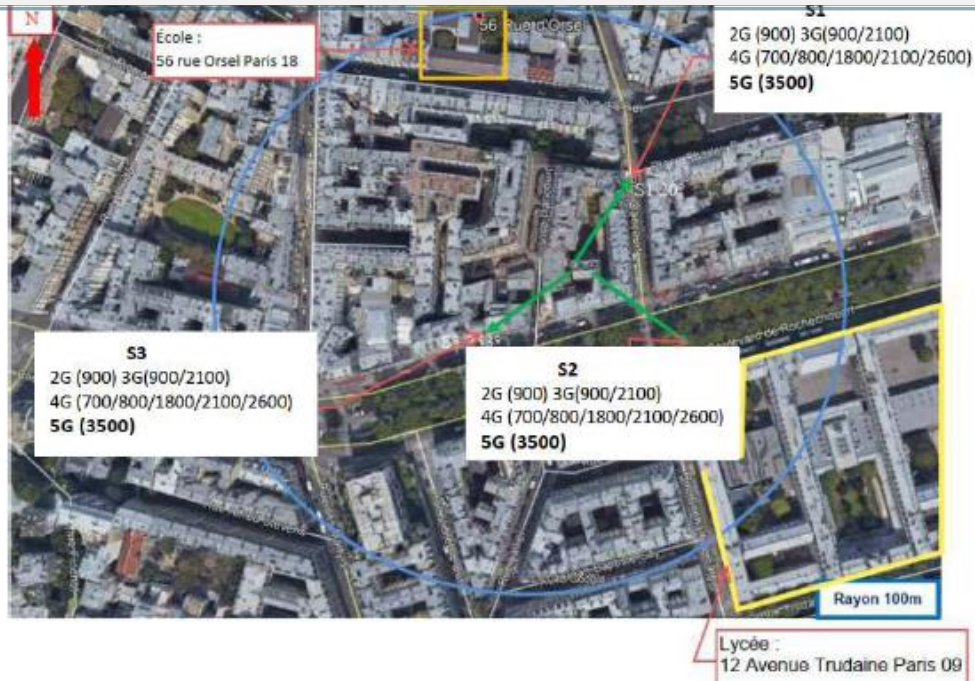 N
École :
56 rue Orsel Paris 18
56 Rue d'Orsel
S1
2G (900) 3G(900/2100)
4G (700/800/1800/2100/2600)
5G (3500)
S1 20
S3
2G (900) 3G(900/2100)
4G (700/800/1800/2100/2600)
5G (3500)
S2
2G (900) 3G(900/2100)
4G (700/800/1800/2100/2600)
5G (3500)
Rayon 100m
Lycée :
12 Avenue Trudaine Paris 09